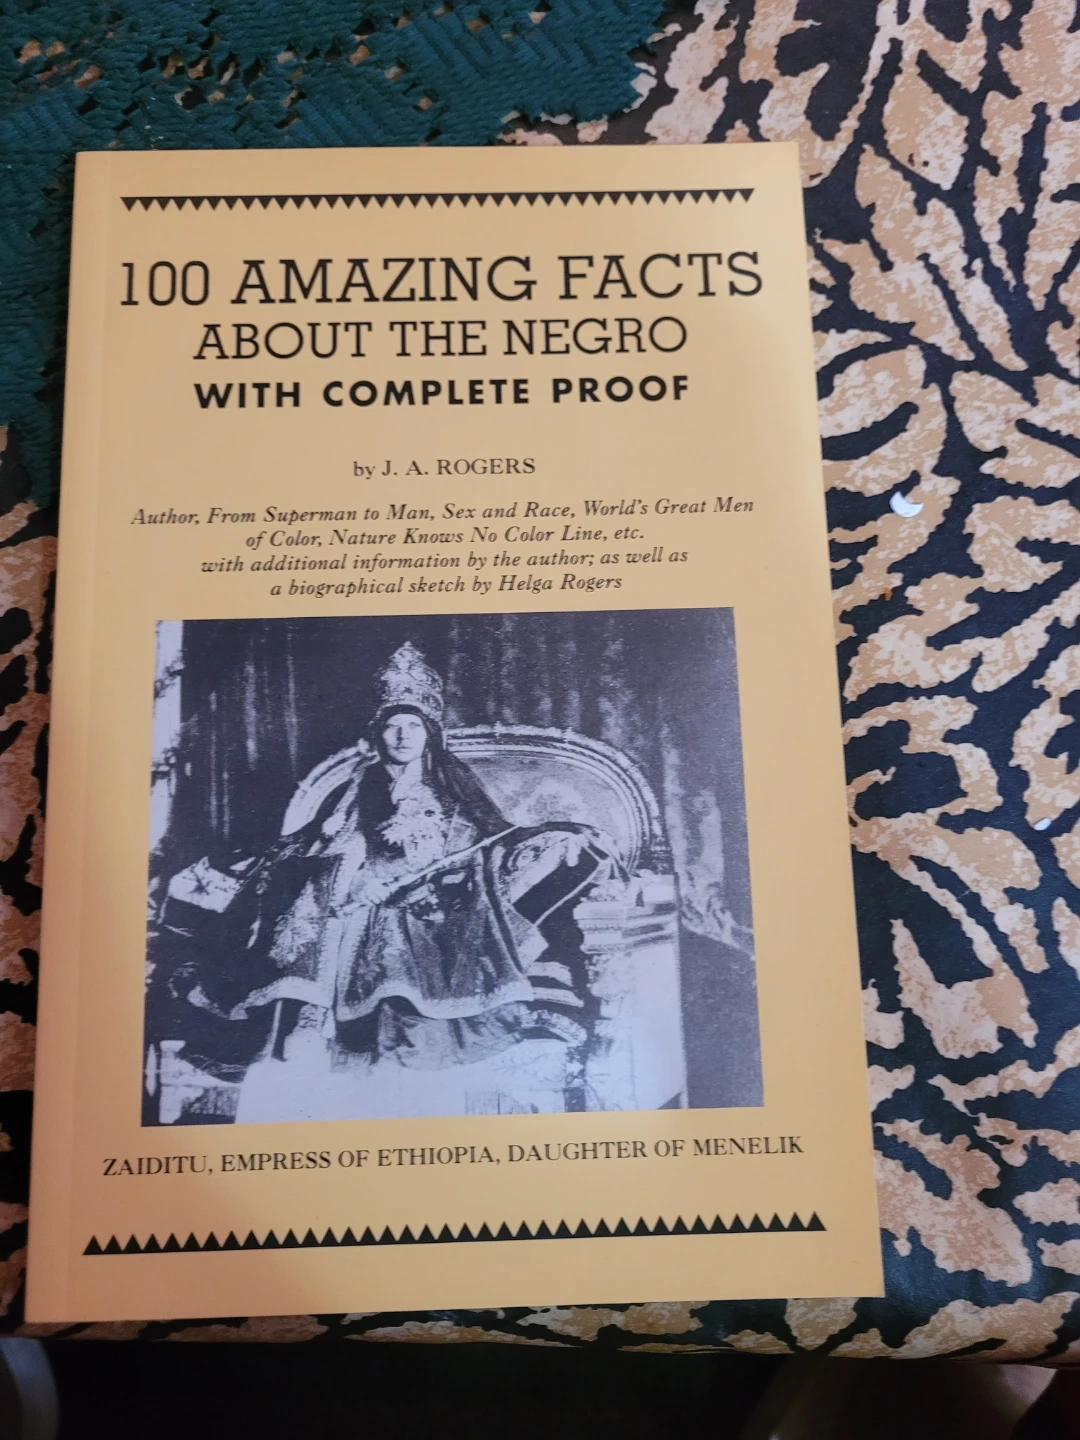 100 AMAZING FACTS
ABOUT THE NEGRO
WITH COMPLETE PROOF
by J. A. ROGERS
Author, From Superman to Man, Sex and Race, World's Great Men
of Color, Nature Knows No Color Line, etc.
with additional information by the author; as well as
a biographical sketch by Helga Rogers
ZAIDITU, EMPRESS OF ETHIOPIA, DAUGHTER OF MENELIK